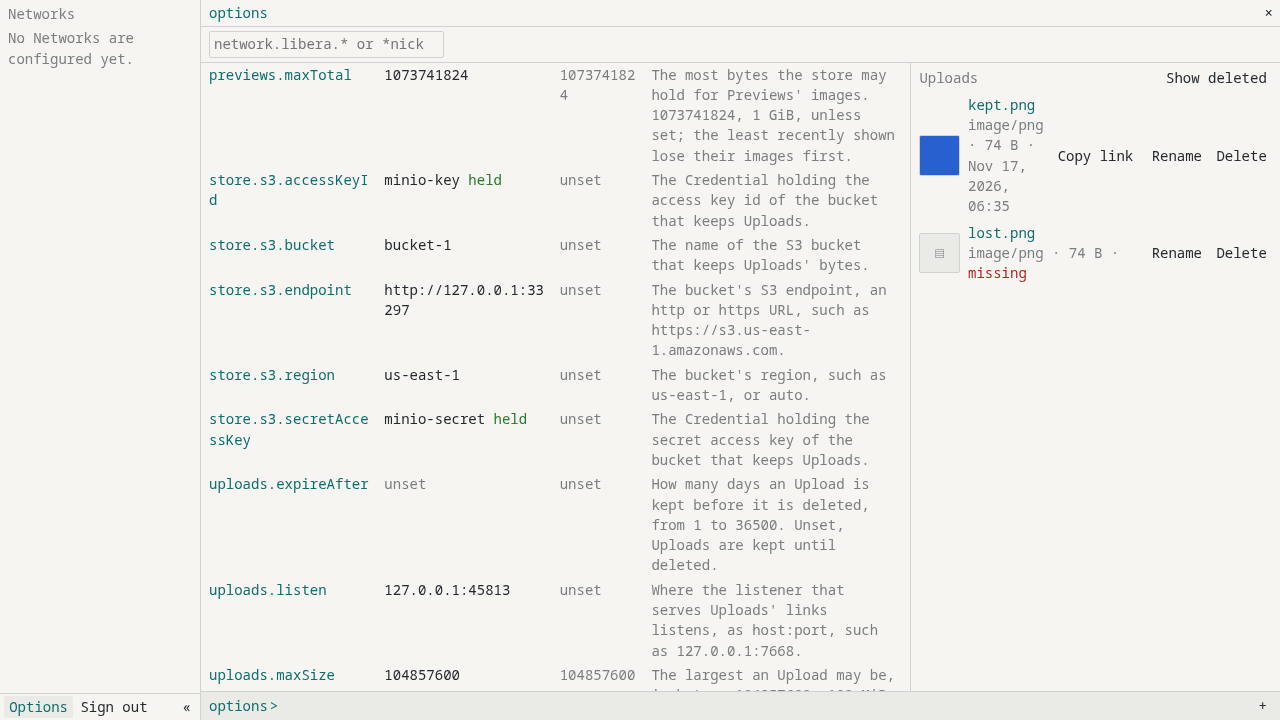 Networks
No Networks are
configured yet.
Options Sign out «
options ×
network.libera.* or *nick
previews.maxTotal 1073741824 107374182 The most bytes the store may
4 hold for Previews' images.
1073741824, 1 GiB, unless
set; the least recently shown
lose their images first.
store.s3.accessKeyI minio-key held unset The Credential holding the
d access key id of the bucket
that keeps Uploads.
store.s3.bucket bucket-1 unset The name of the S3 bucket
that keeps Uploads' bytes.
store.s3.endpoint http://127.0.0.1:33 unset The bucket's S3 endpoint, an
297 http or https URL, such as
https://s3.us-east-
1.amazonaws.com.
store.s3.region us-east-1 unset The bucket's region, such as
us-east-1, or auto.
store.s3.secretAcce minio-secret held unset The Credential holding the
ssKey secret access key of the
bucket that keeps Uploads.
uploads.expireAfter unset unset How many days an Upload is
kept before it is deleted,
from 1 to 36500. Unset,
Uploads are kept until
deleted.
uploads.listen 127.0.0.1:45813 unset Where the listener that
serves Uploads' links
listens, as host:port, such
as 127.0.0.1:7668.
uploads.maxSize 104857600 104857600 The largest an Upload may be,
Uploads Show deleted
kept.png
image/png
· 74 B ·
Nov 17,
2026,
06:35
Copy link Rename Delete
lost.png
image/png · 74 B ·
missing
Rename Delete
options> +